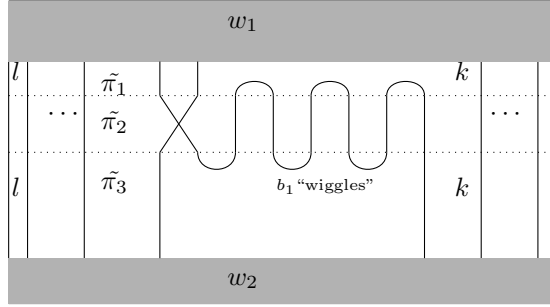 w₁
l π̃₁ k
... π̃₂ ...
l π̃₃ b₁“wiggles” k
w₂